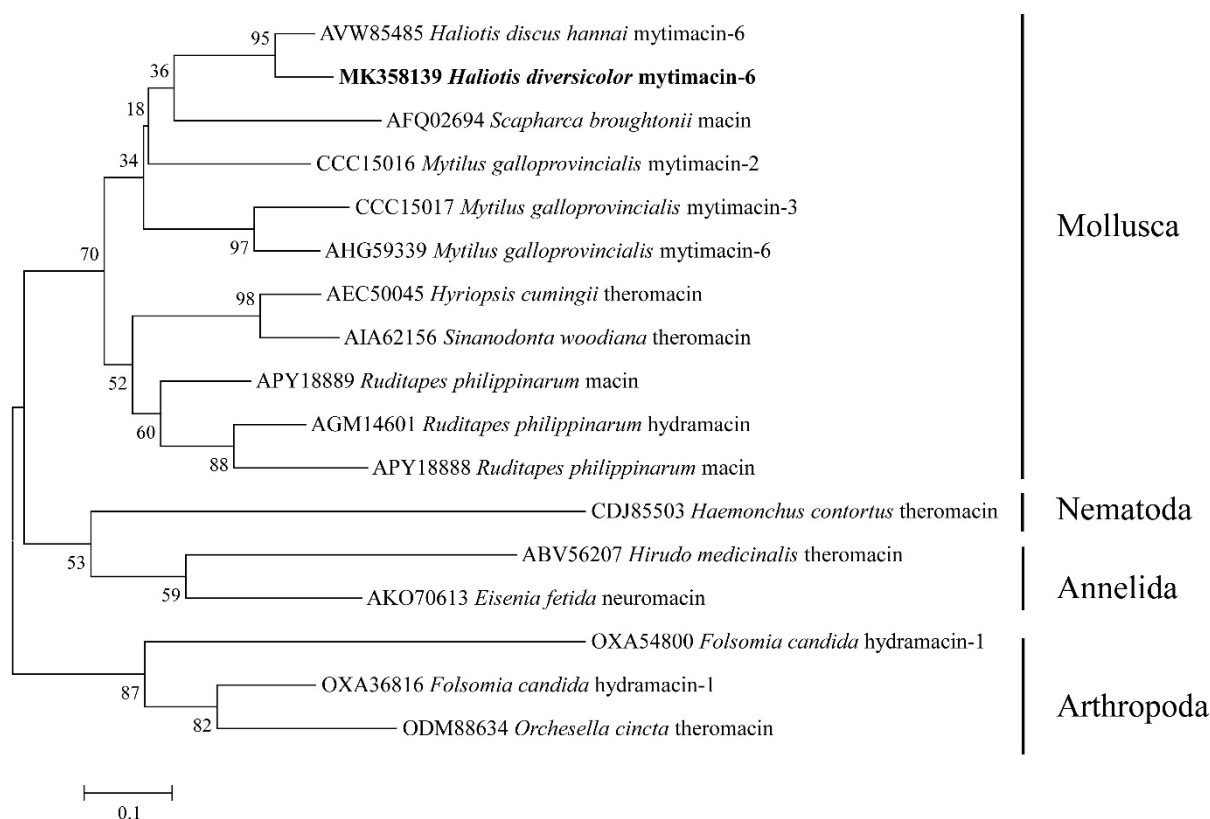 95
AVW85485 Haliotis discus hannai mytimacin-6
36
MK358139 Haliotis diversicolor mytimacin-6
18
AFQ02694 Scapharca broughtonii macin
34
CCC15016 Mytilus galloprovincialis mytimacin-2
CCC15017 Mytilus galloprovincialis mytimacin-3
Mollusca
97
AHG59339 Mytilus galloprovincialis mytimacin-6
70
98
AEC50045 Hyriopsis cumingii theromacin
AIA62156 Sinanodonta woodiana theromacin
52
APY18889 Ruditapes philippinarum macin
60
AGM14601 Ruditapes philippinarum hydramacin
88
APY18888 Ruditapes philippinarum macin
CDJ85503 Haemonchus contortus theromacin
Nematoda
53
ABV56207 Hirudo medicinalis theromacin
59
AKO70613 Eisenia fetida neuromacin
Annelida
OXA54800 Folsomia candida hydramacin-1
87
OXA36816 Folsomia candida hydramacin-1
Arthropoda
82
ODM88634 Orchesella cincta theromacin
0.1